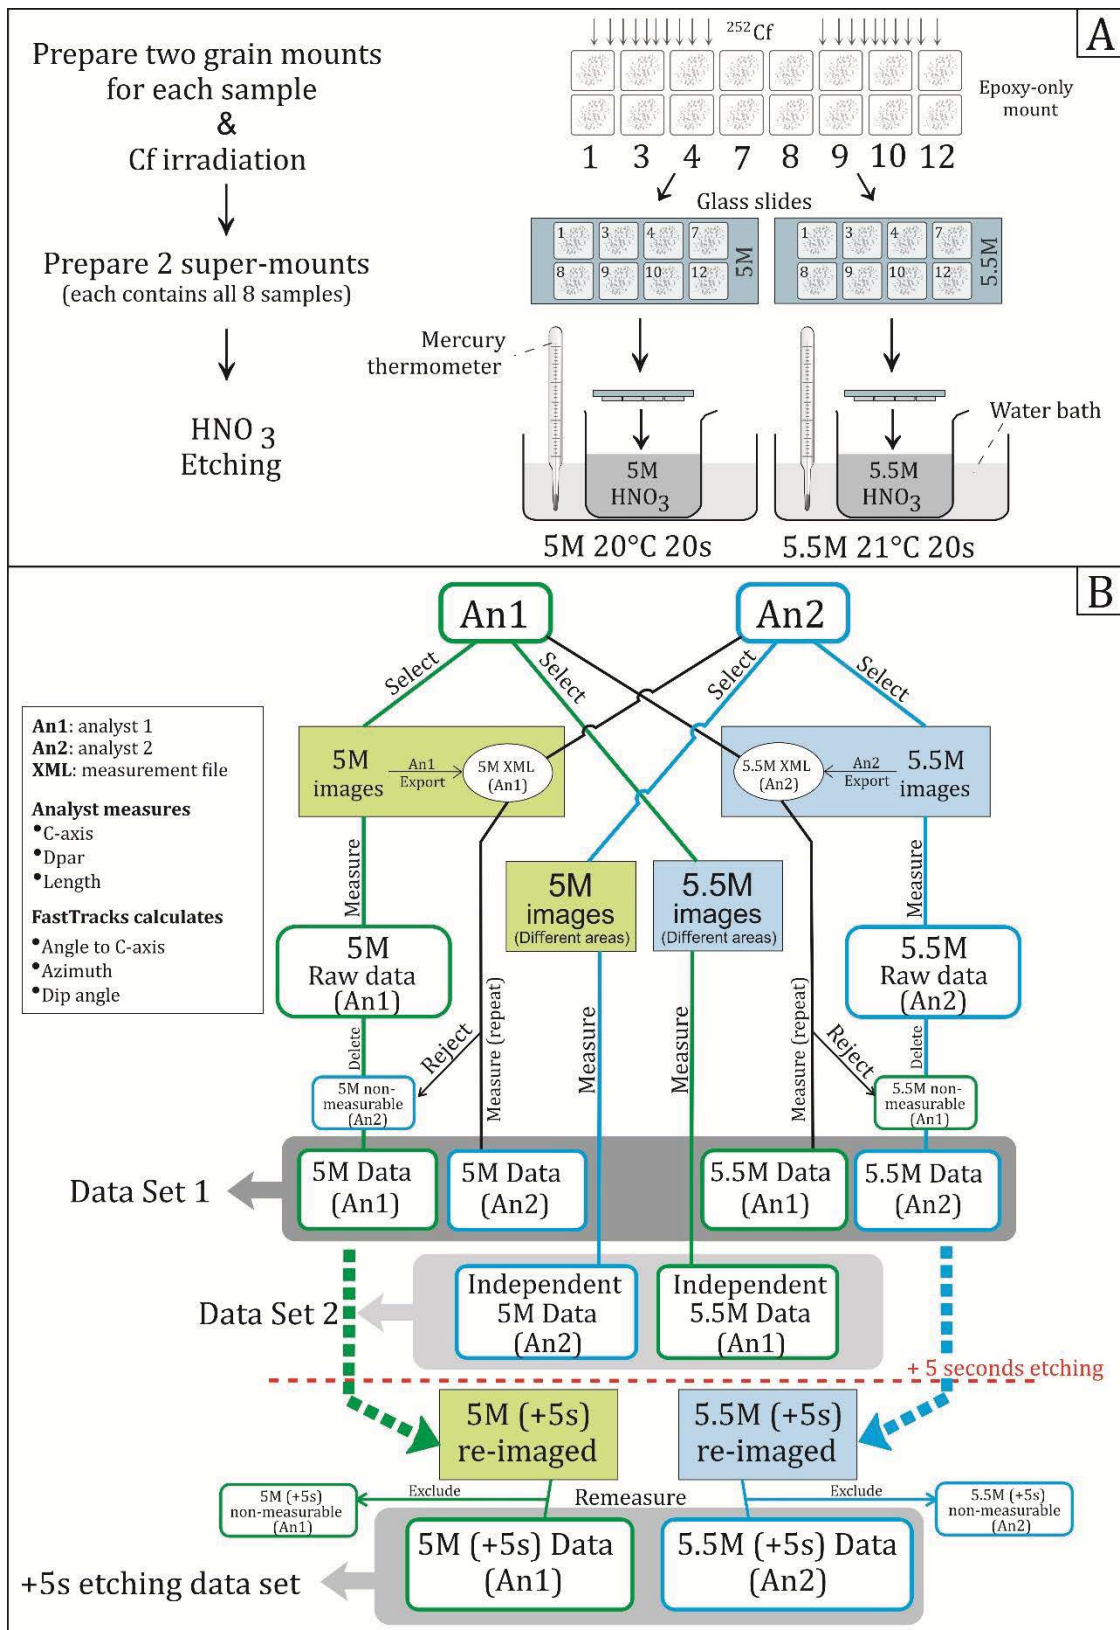 A
Prepare two grain mounts
for each sample
&
Cf irradiation
Prepare 2 super-mounts
(each contains all 8 samples)
HNO 3
Etching
252Cf
Epoxy-only
mount
1 3 4 7 8 9 10 12
Glass slides
1 3 4 7
8 9 10 12
5M
1 3 4 7
8 9 10 12
5.5M
Mercury
thermometer
Water bath
5M
HNO3
5.5M
HNO3
5M 20°C 20s
5.5M 21°C 20s
B
An1
An2
Select
Select
Select
Select
An1: analyst 1
An2: analyst 2
XML: measurement file
Analyst measures
•C-axis
•Dpar
•Length
FastTracks calculates
•Angle to C-axis
•Azimuth
•Dip angle
5M
images
An1
Export
5M XML
(An1)
5.5M XML
(An2)
An2
Export
5.5M
images
5M
images
(Different areas)
5.5M
images
(Different areas)
Measure
Measure
5M
Raw data
(An1)
5.5M
Raw data
(An2)
Delete
Reject
Measure (repeat)
Measure
Measure
Measure (repeat)
Reject
Delete
5M non-
measurable
(An2)
5.5M non-
measurable
(An1)
Data Set 1
5M Data
(An1)
5M Data
(An2)
5.5M Data
(An1)
5.5M Data
(An2)
Data Set 2
Independent
5M Data
(An2)
Independent
5.5M Data
(An1)
+ 5 seconds etching
5M (+5s)
re-imaged
5.5M (+5s)
re-imaged
5M (+5s)
non-measurable
(An1)
Exclude
Remeasure
Exclude
5.5M (+5s)
non-measurable
(An2)
+5s etching data set
5M (+5s) Data
(An1)
5.5M (+5s) Data
(An2)